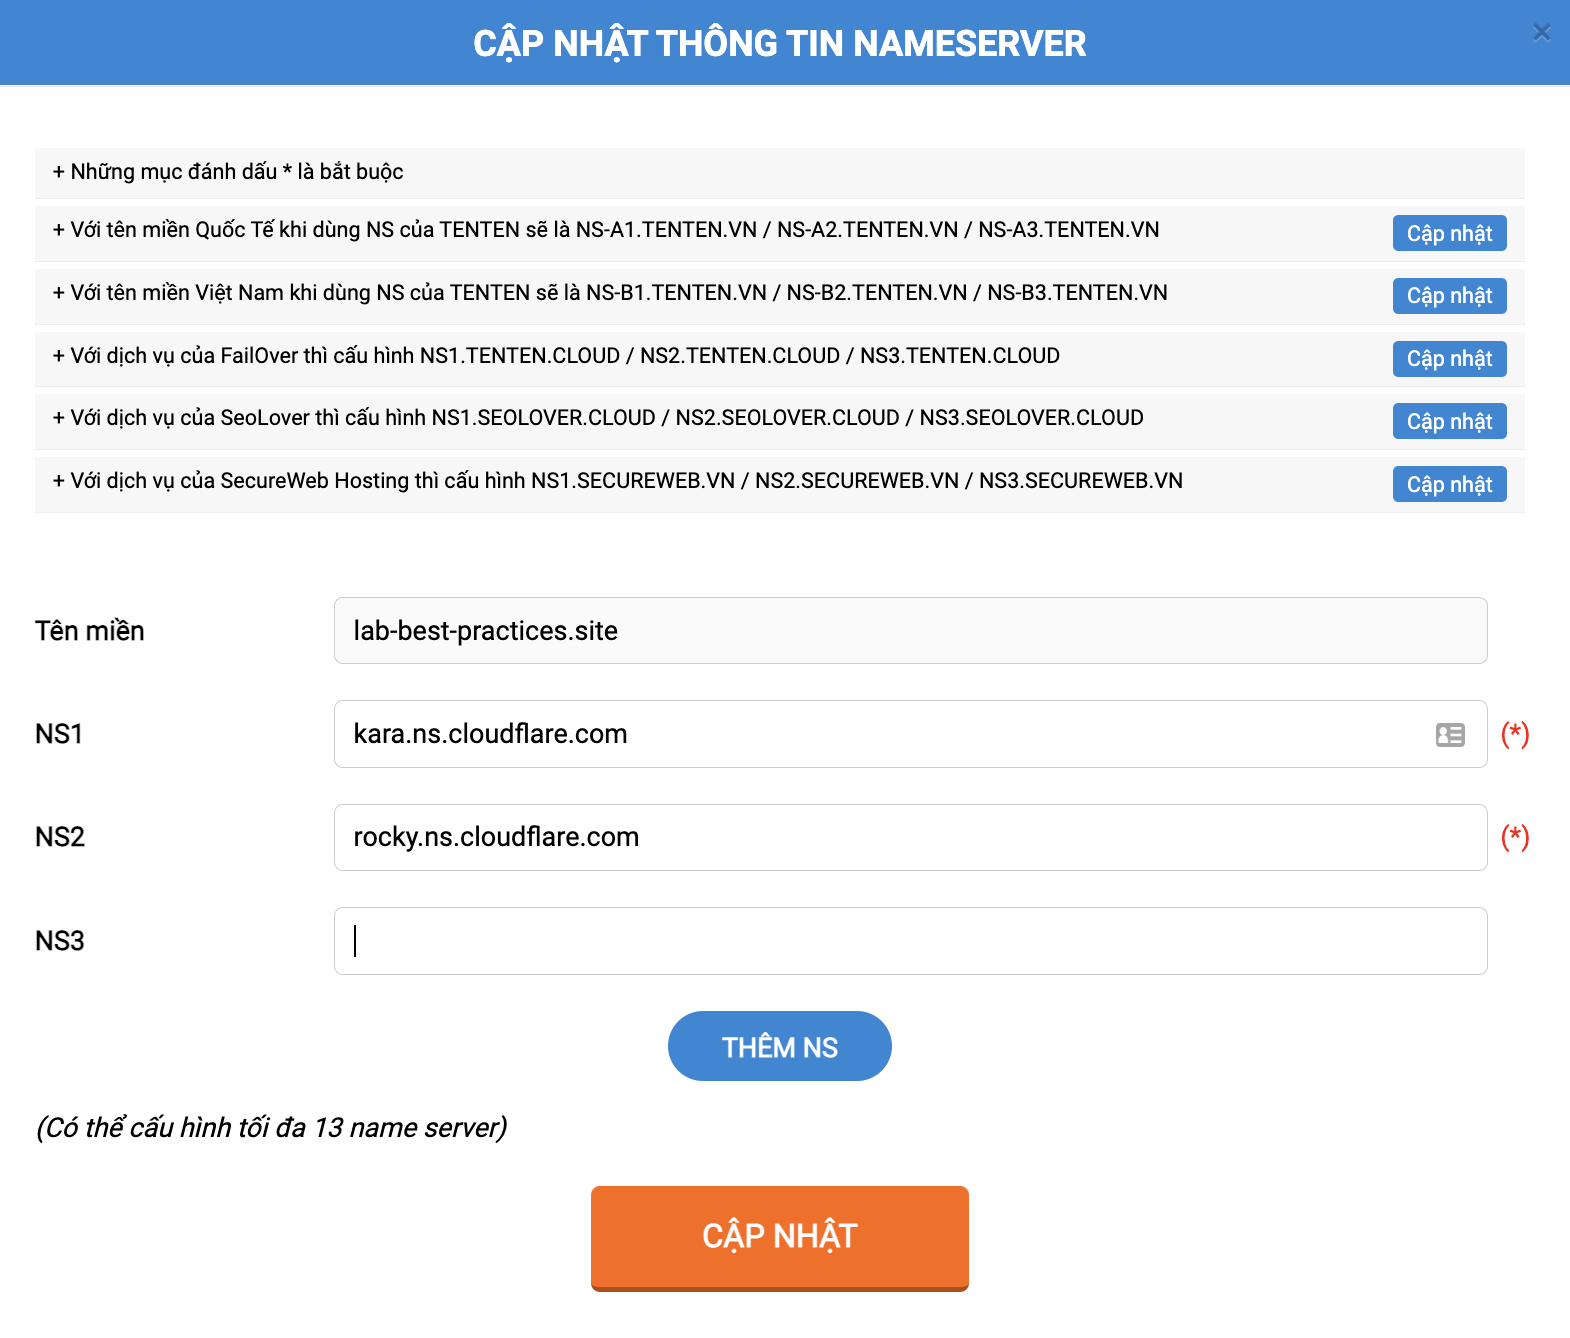 CẬP NHẬT THÔNG TIN NAMESERVER
×
+ Những mục đánh dấu * là bắt buộc
+ Với tên miền Quốc Tế khi dùng NS của TENTEN sẽ là NS-A1.TENTEN.VN / NS-A2.TENTEN.VN / NS-A3.TENTEN.VN Cập nhật
+ Với tên miền Việt Nam khi dùng NS của TENTEN sẽ là NS-B1.TENTEN.VN / NS-B2.TENTEN.VN / NS-B3.TENTEN.VN Cập nhật
+ Với dịch vụ của FailOver thì cấu hình NS1.TENTEN.CLOUD / NS2.TENTEN.CLOUD / NS3.TENTEN.CLOUD Cập nhật
+ Với dịch vụ của SeoLover thì cấu hình NS1.SEOLOVER.CLOUD / NS2.SEOLOVER.CLOUD / NS3.SEOLOVER.CLOUD Cập nhật
+ Với dịch vụ của SecureWeb Hosting thì cấu hình NS1.SECUREWEB.VN / NS2.SECUREWEB.VN / NS3.SECUREWEB.VN Cập nhật
Tên miền lab-best-practices.site
NS1 kara.ns.cloudflare.com (*)
NS2 rocky.ns.cloudflare.com (*)
NS3
THÊM NS
(Có thể cấu hình tối đa 13 name server)
CẬP NHẬT